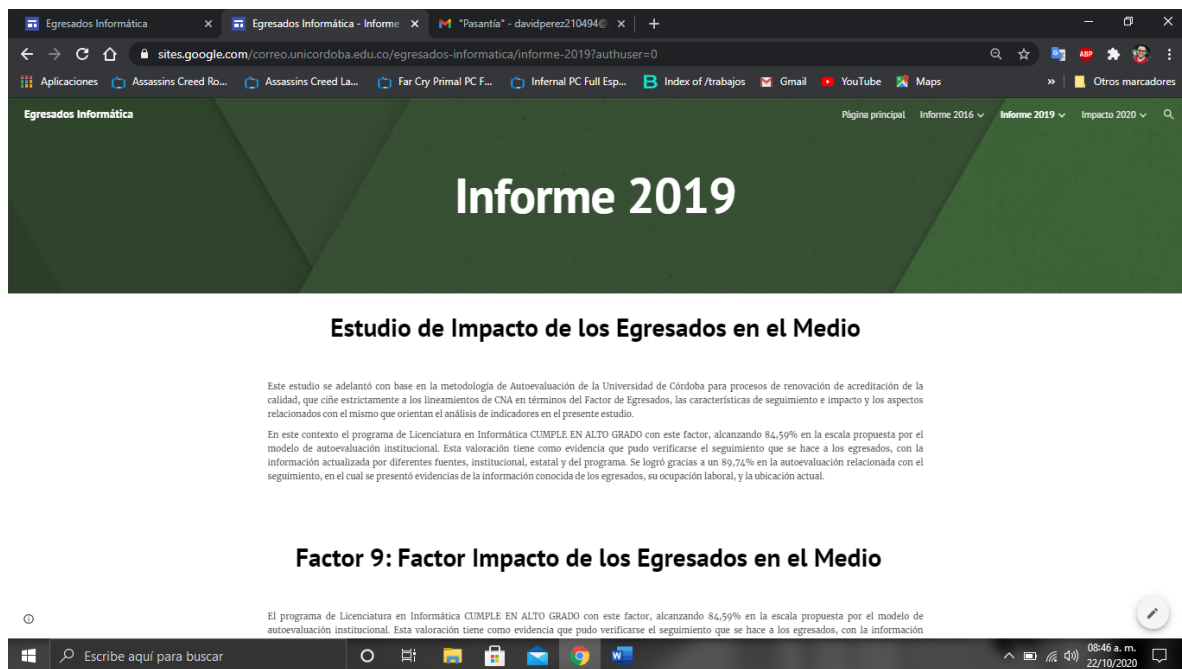 Egresados Informática
Egresados Informática - Informe
"Pasantía" - davidperez210494@
sites.google.com/correo.unicordoba.edu.co/egresados-informatica/informe-2019?authuser=0
ABP
Aplicaciones Assassins Creed Ro... Assassins Creed La... Far Cry Primal PC F... Infernal PC Full Esp... Index of /trabajos Gmail YouTube Maps » Otros marcadores
Egresados Informática Página principal Informe 2016 Informe 2019 Impacto 2020
Informe 2019
Estudio de Impacto de los Egresados en el Medio
Este estudio se adelantó con base en la metodología de Autoevaluación de la Universidad de Córdoba para procesos de renovación de acreditación de la
calidad, que ciñe estrictamente a los lineamientos de CNA en términos del Factor de Egresados, las características de seguimiento e impacto y los aspectos
relacionados con el mismo que orientan el análisis de indicadores en el presente estudio.
En este contexto el programa de Licenciatura en Informática CUMPLE EN ALTO GRADO con este factor, alcanzando 84,59% en la escala propuesta por el
modelo de autoevaluación institucional. Esta valoración tiene como evidencia que pudo verificarse el seguimiento que se hace a los egresados, con la
información actualizada por diferentes fuentes, institucional, estatal y del programa. Se logró gracias a un 89,74% en la autoevaluación relacionada con el
seguimiento, en el cual se presentó evidencias de la información conocida de los egresados, su ocupación laboral, y la ubicación actual.
Factor 9: Factor Impacto de los Egresados en el Medio
El programa de Licenciatura en Informática CUMPLE EN ALTO GRADO con este factor, alcanzando 84,59% en la escala propuesta por el modelo de
autoevaluación institucional. Esta valoración tiene como evidencia que pudo verificarse el seguimiento que se hace a los egresados, con la información
Escribe aquí para buscar
08:46 a. m.
22/10/2020